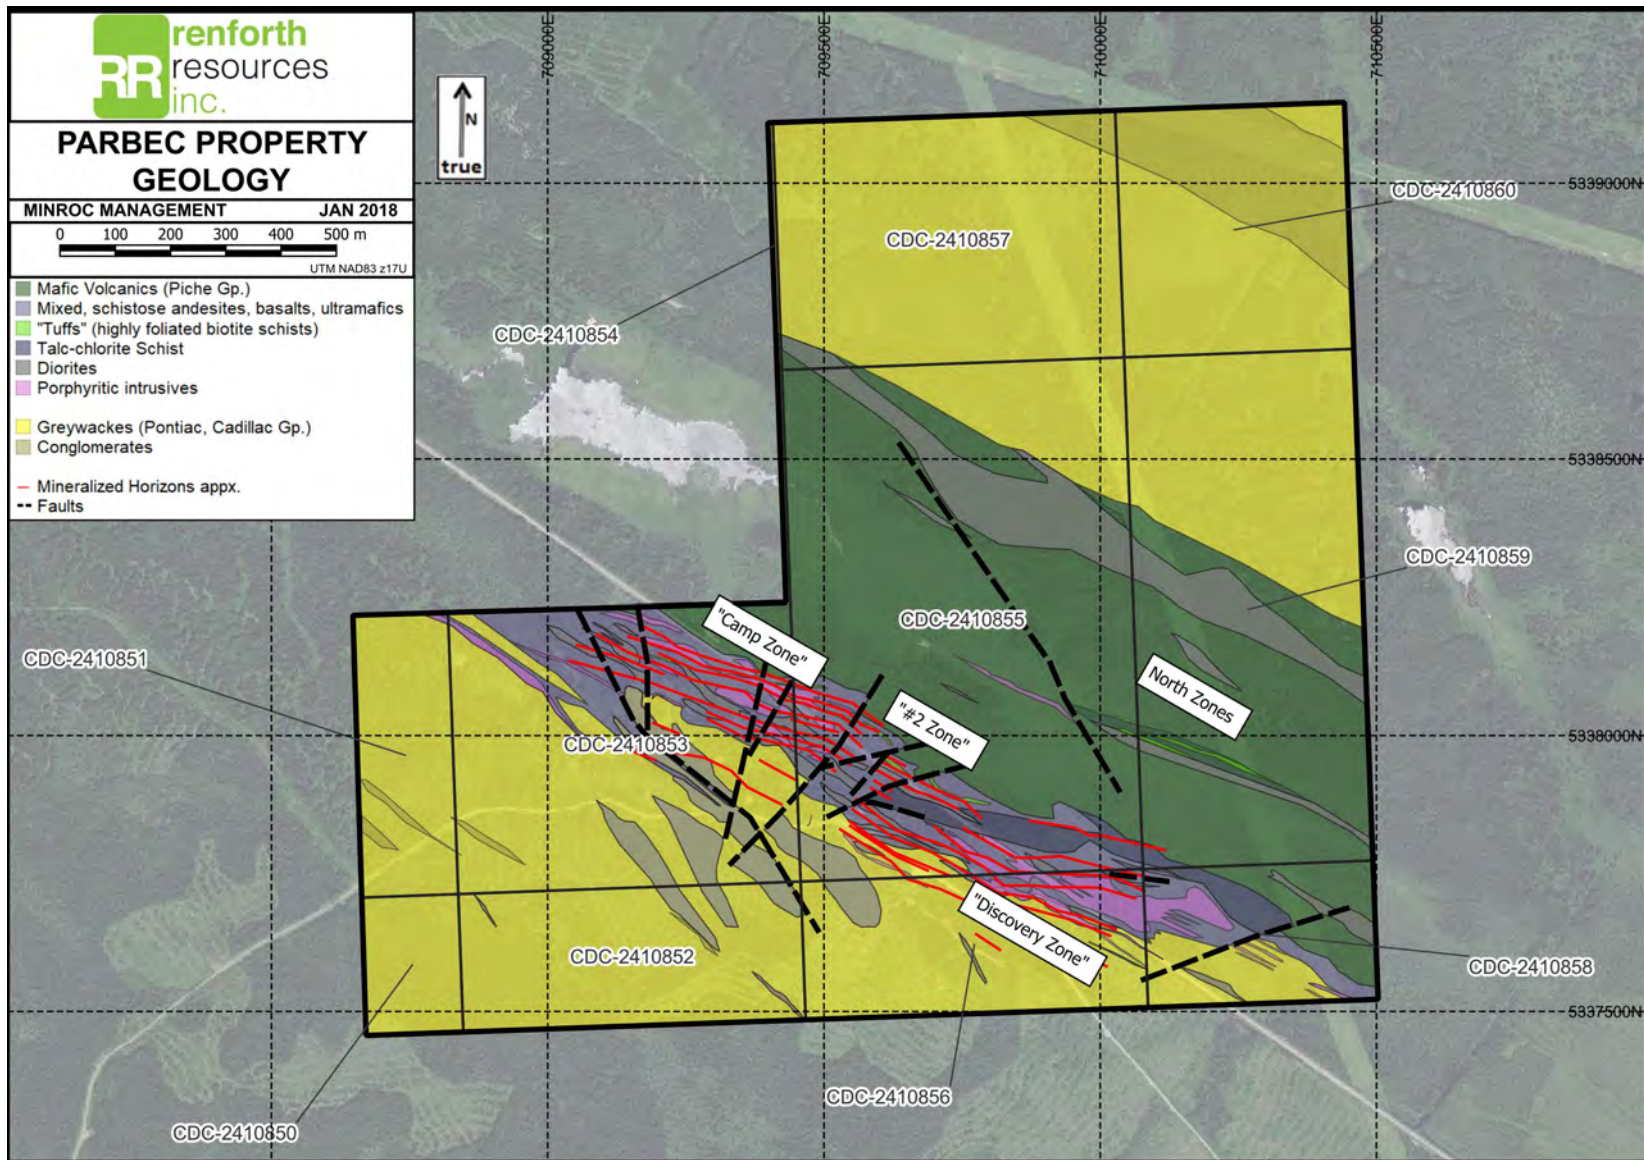 renforth
RR resources
inc.
PARBEC PROPERTY
GEOLOGY
MINROC MANAGEMENT JAN 2018
0 100 200 300 400 500 m
UTM NAD83 z17U
Mafic Volcanics (Piche Gp.)
Mixed, schistose andesites, basalts, ultramafics
"Tuffs" (highly foliated biotite schists)
Talc-chlorite Schist
Diorites
Porphyritic intrusives
Greywackes (Pontiac, Cadillac Gp.)
Conglomerates
Mineralized Horizons appx.
Faults
N
true
709000E
709500E
710000E
710500E
5339000N
5338500N
5338000N
5337500N
CDC-2410860
CDC-2410857
CDC-2410854
CDC-2410859
CDC-2410855
"Camp Zone"
CDC-2410851
North Zones
"#2 Zone"
CDC-2410853
"Discovery Zone"
CDC-2410852
CDC-2410858
CDC-2410856
CDC-2410850